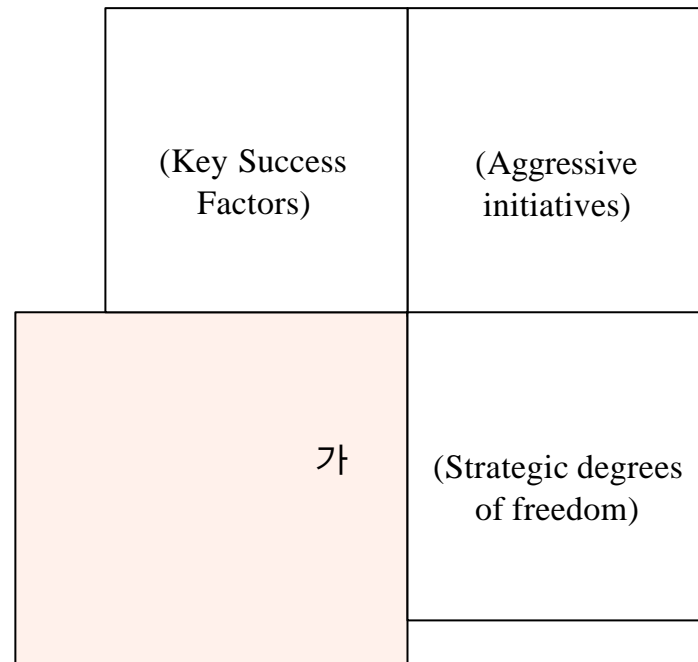 (Key Success
Factors)
(Aggressive
initiatives)
가
(Strategic degrees
of freedom)